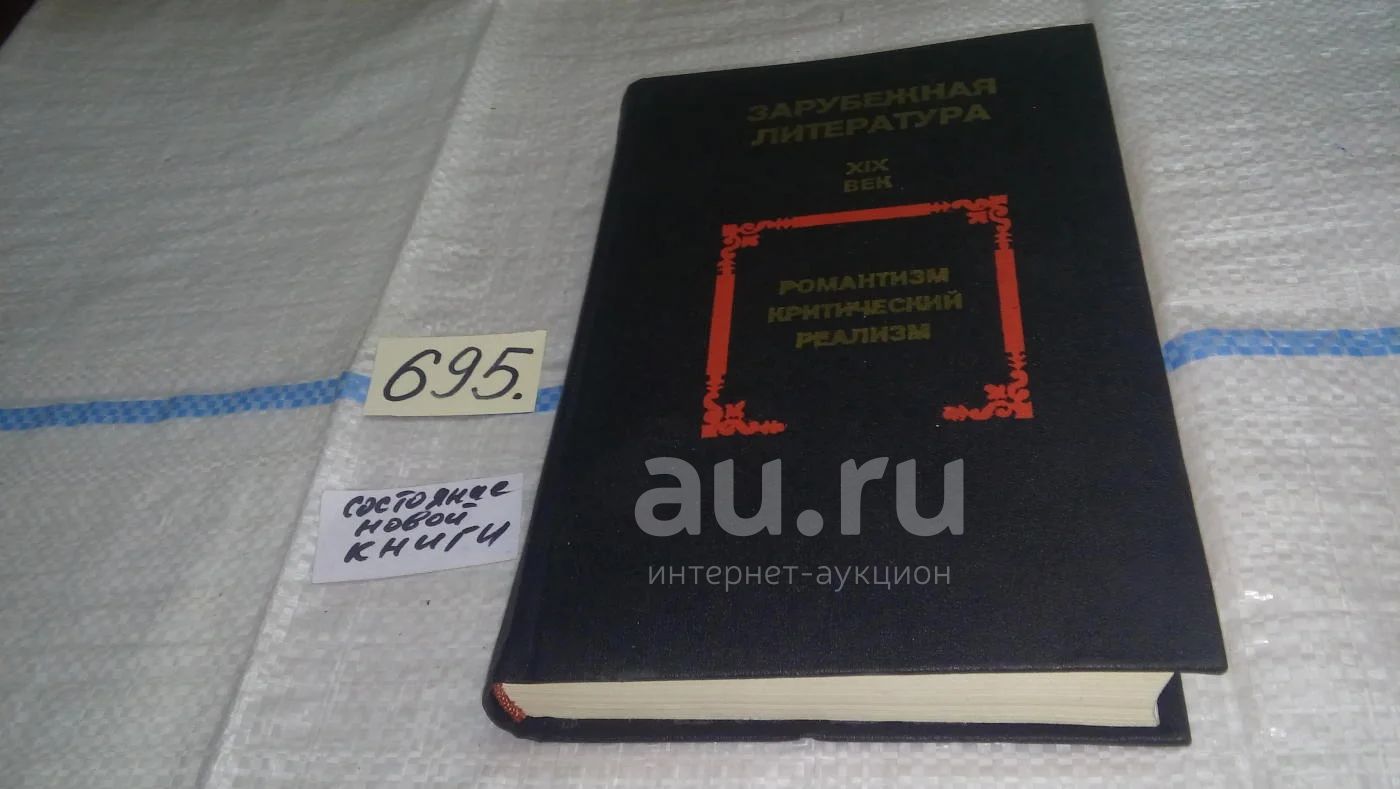 ЗАРУБЕЖНАЯ
ЛИТЕРАТУРА
XIX
ВЕК
РОМАНТИЗМ
КРИТИЧЕСКИЙ
РЕАЛИЗМ
695.
состояние
новой
книги
au.ru
интернет-аукцион